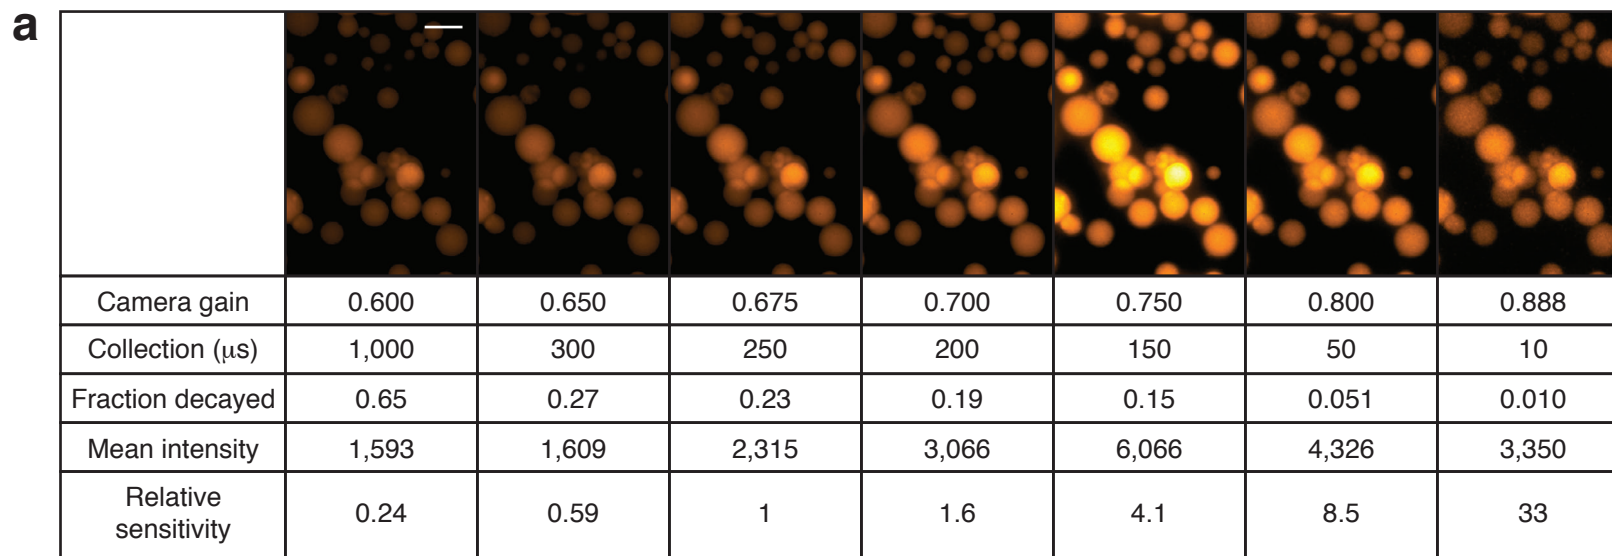 a
Camera gain 0.600 0.650 0.675 0.700 0.750 0.800 0.888
Collection (μs) 1,000 300 250 200 150 50 10
Fraction decayed 0.65 0.27 0.23 0.19 0.15 0.051 0.010
Mean intensity 1,593 1,609 2,315 3,066 6,066 4,326 3,350
Relative
sensitivity 0.24 0.59 1 1.6 4.1 8.5 33